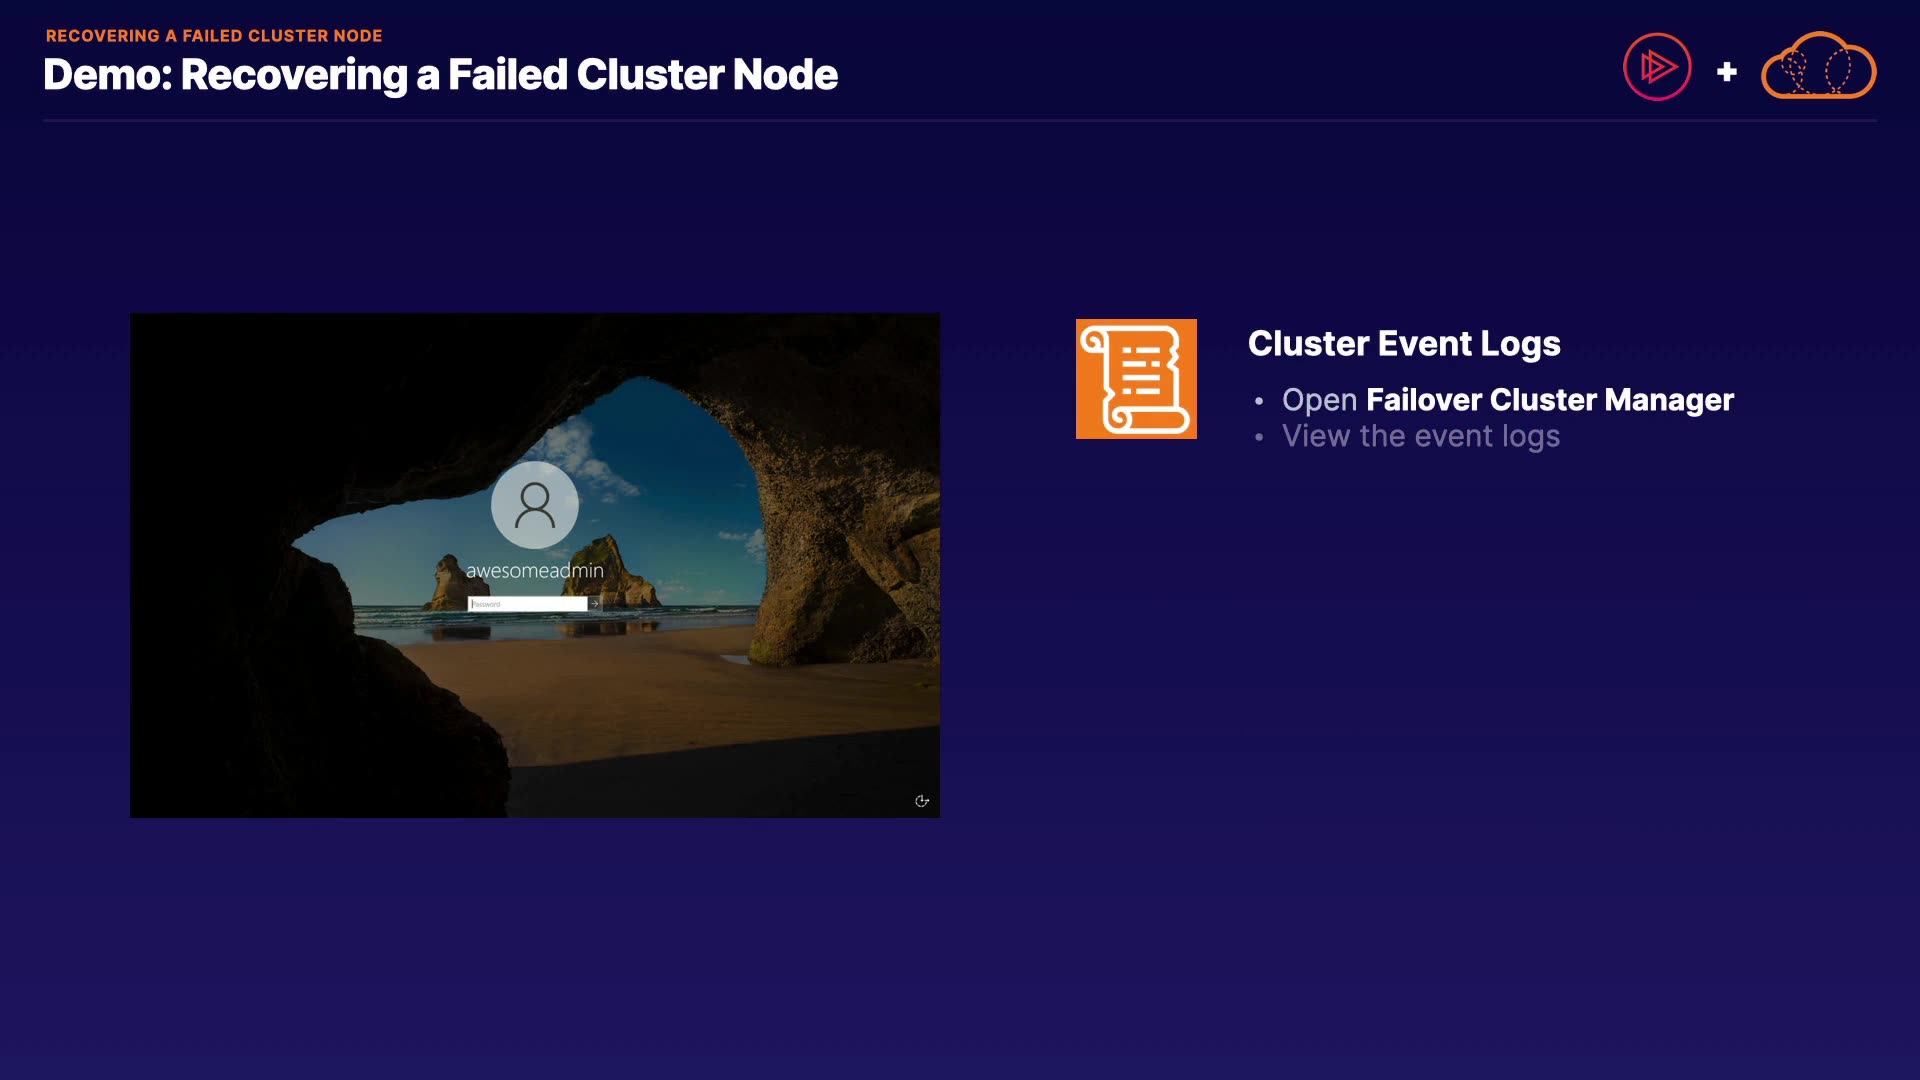 RECOVERING A FAILED CLUSTER NODE
Demo: Recovering a Failed Cluster Node
+
awesomeadmin
Password
Cluster Event Logs
• Open Failover Cluster Manager
• View the event logs